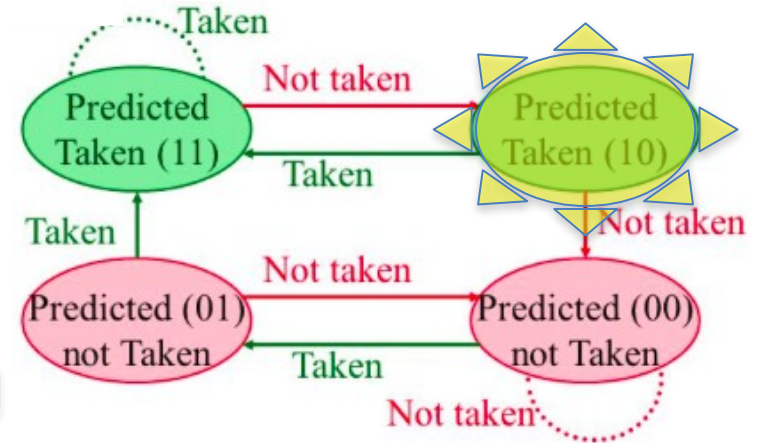 Taken
Not taken
Predicted
Taken (11)
Predicted
Taken (10)
Taken
Taken
Not taken
Not taken
Predicted (01)
not Taken
Predicted (00)
not Taken
Taken
Not taken